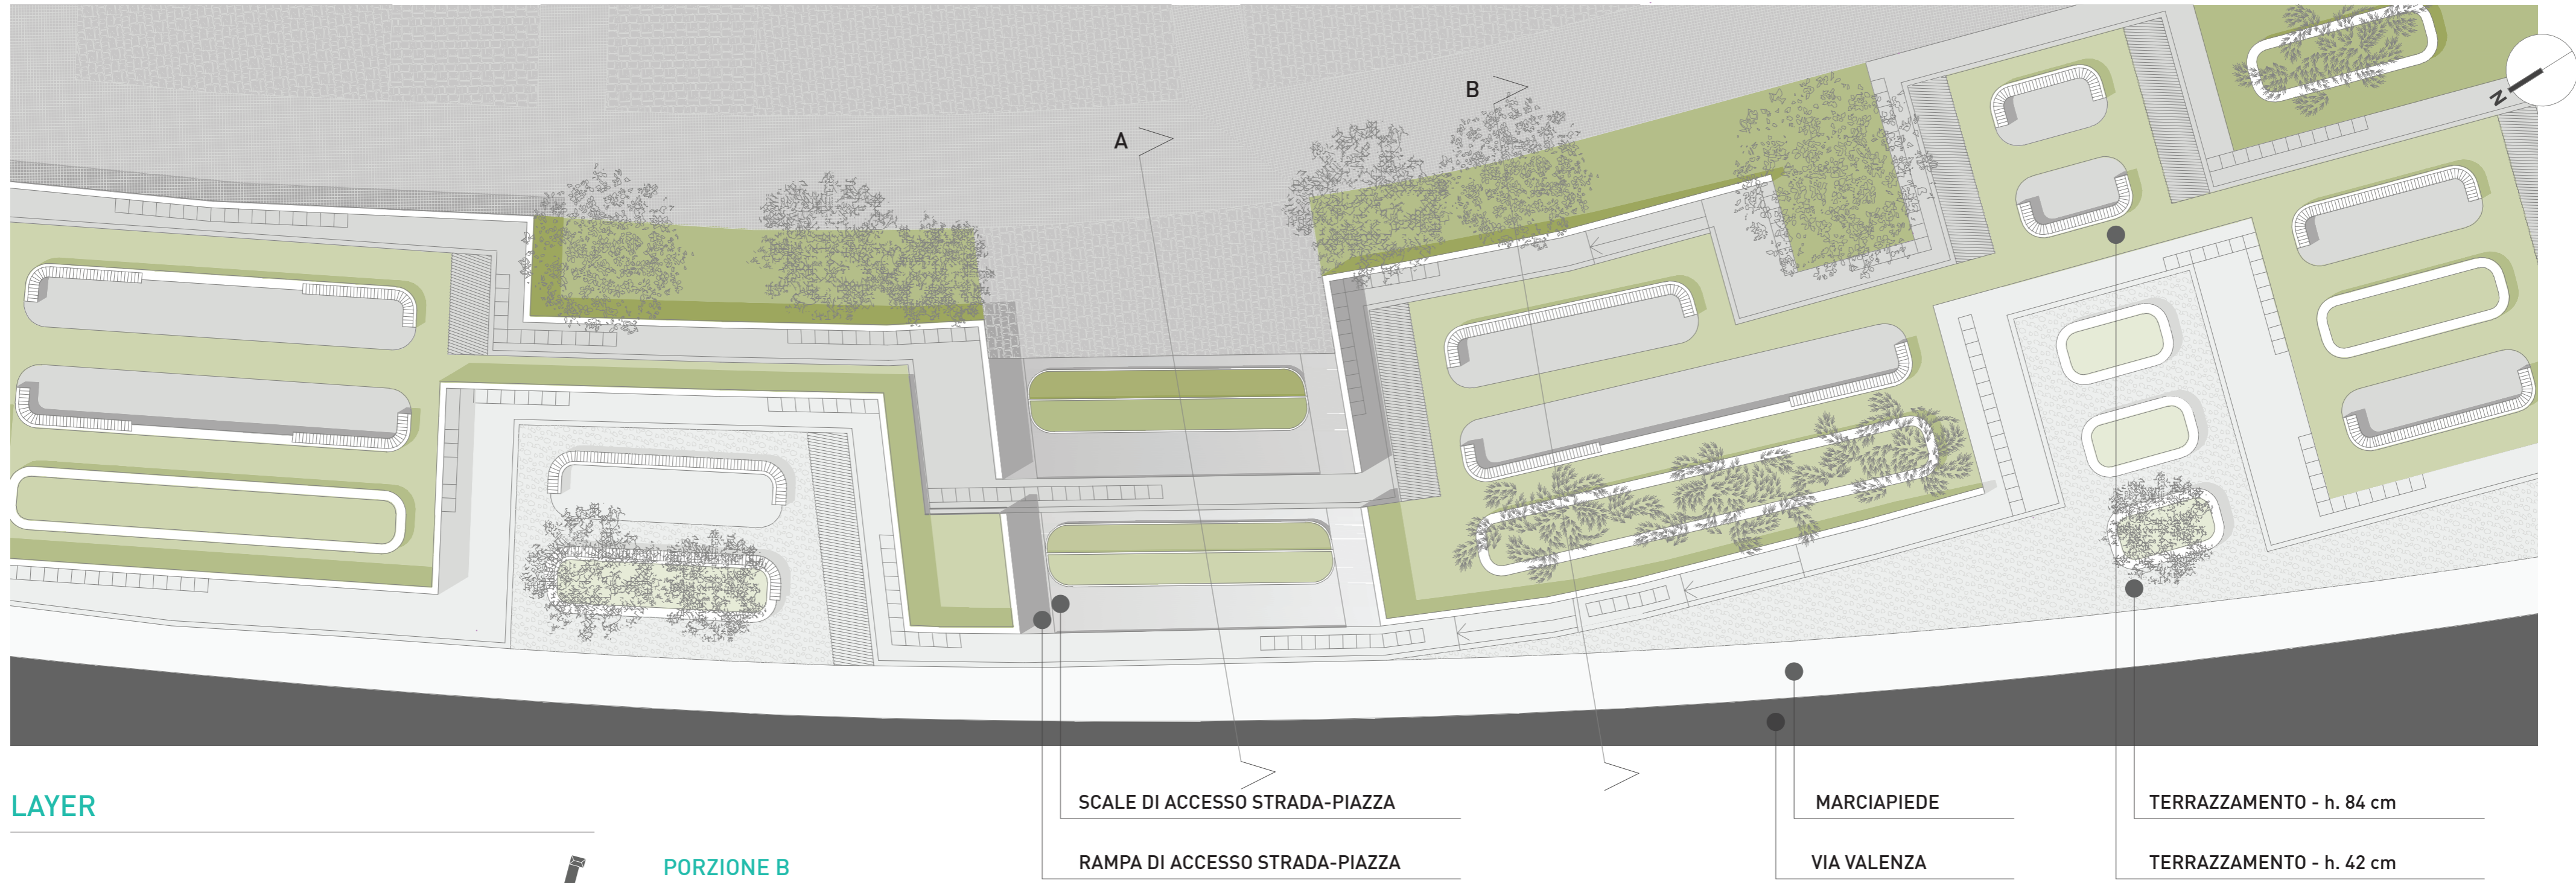 A
B
N
LAYER
PORZIONE B
SCALE DI ACCESSO STRADA-PIAZZA
RAMPA DI ACCESSO STRADA-PIAZZA
MARCIAPIEDE
VIA VALENZA
TERRAZZAMENTO - h. 84 cm
TERRAZZAMENTO - h. 42 cm